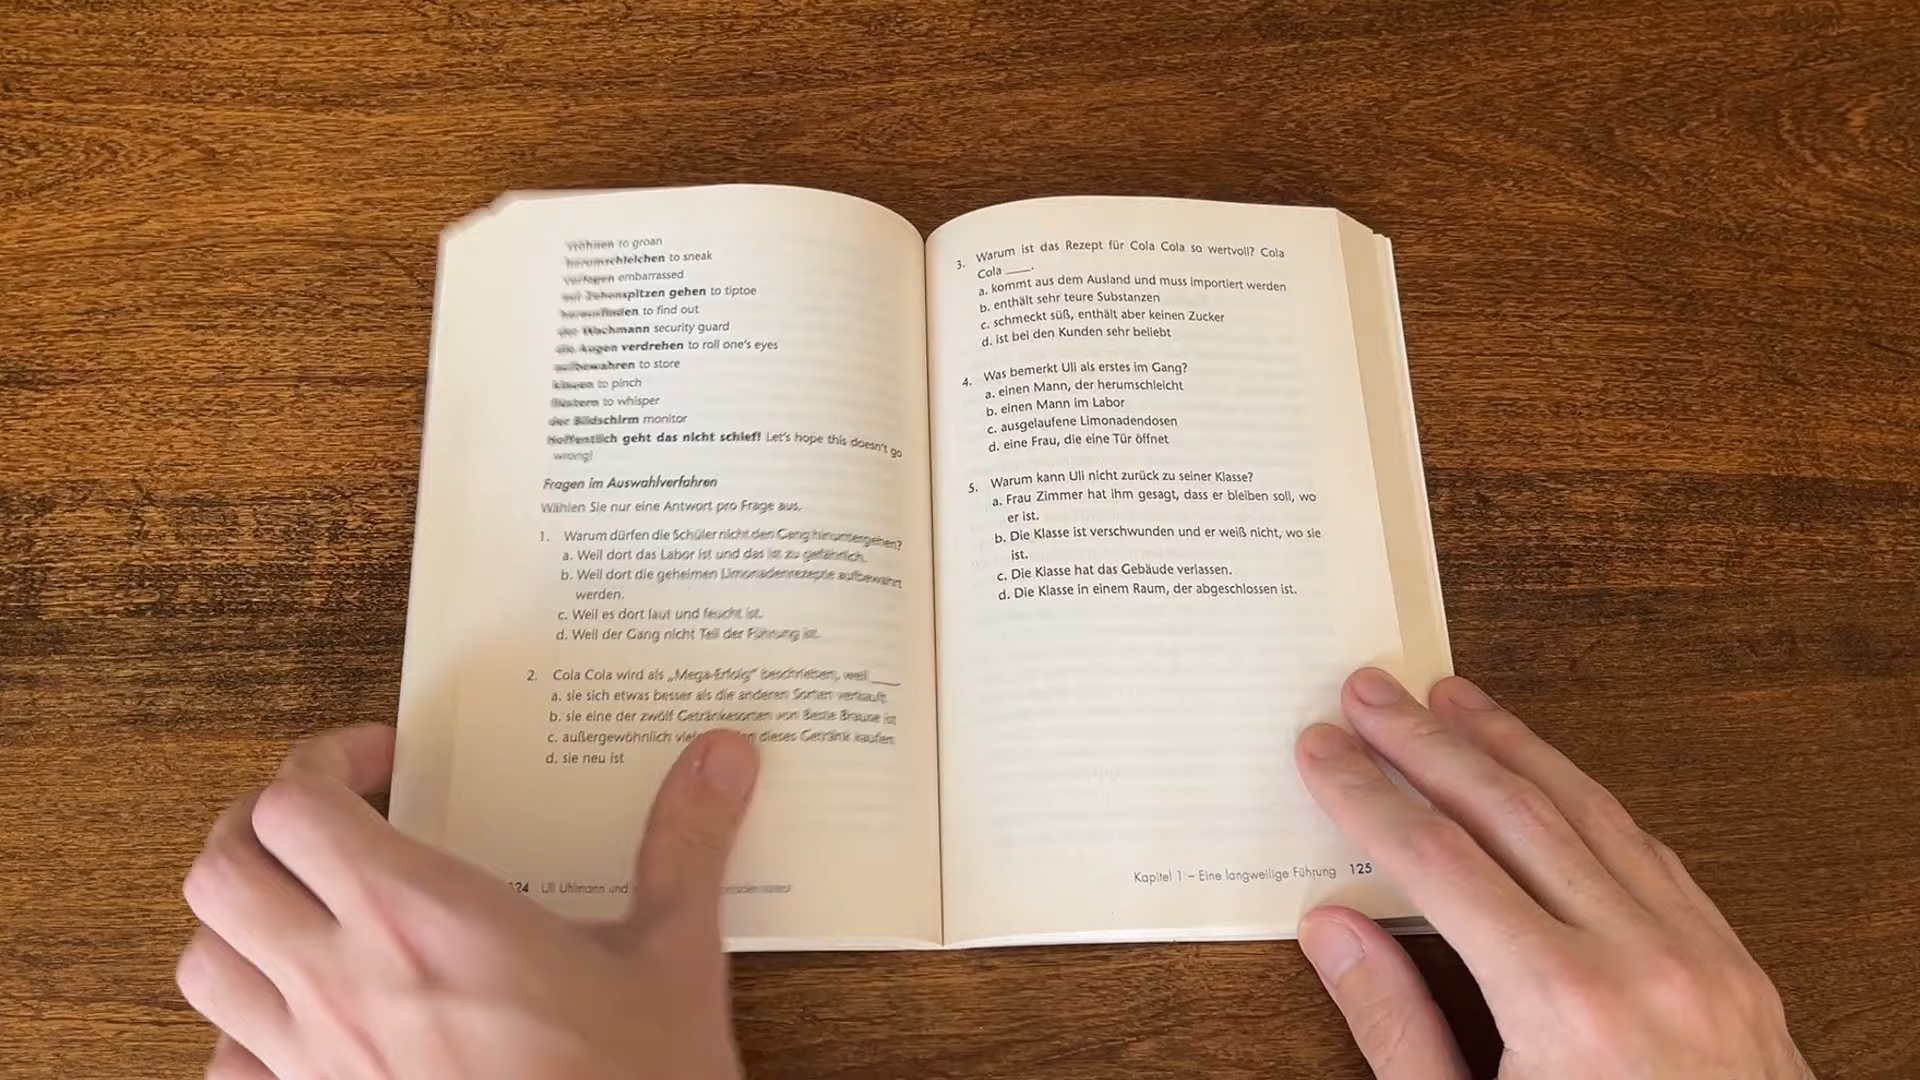 stöhnen to groan
herumschleichen to sneak
verlegen embarrassed
auf Zehenspitzen gehen to tiptoe
herausfinden to find out
der Wachmann security guard
die Augen verdrehen to roll one's eyes
aufbewahren to store
klauen to pinch
flüstern to whisper
der Bildschirm monitor
Hoffentlich geht das nicht schief! Let's hope this doesn't go
wrong!
Fragen im Auswahlverfahren
Wählen Sie nur eine Antwort pro Frage aus.
1. Warum dürfen die Schüler nicht den Gang hinuntergehen?
a. Weil dort das Labor ist und das ist zu gefährlich.
b. Weil dort die geheimen Limonadenrezepte aufbewahrt
werden.
c. Weil es dort laut und feucht ist.
d. Weil der Gang nicht Teil der Führung ist.
2. Cola Cola wird als „Mega-Erfolg“ beschrieben, weil ____
a. sie sich etwas besser als die anderen Sorten verkauft
b. sie eine der zwölf Getränkesorten von Beste Brause ist
c. außergewöhnlich dieses Getränk kaufen
d. sie neu ist
124 Uli Uhlmann und
3. Warum ist das Rezept für Cola Cola so wertvoll? Cola
Cola ____.
a. kommt aus dem Ausland und muss importiert werden
b. enthält sehr teure Substanzen
c. schmeckt süß, enthält aber keinen Zucker
d. ist bei den Kunden sehr beliebt
4. Was bemerkt Uli als erstes im Gang?
a. einen Mann, der herumschleicht
b. einen Mann im Labor
c. ausgelaufene Limonadendosen
d. eine Frau, die eine Tür öffnet
5. Warum kann Uli nicht zurück zu seiner Klasse?
a. Frau Zimmer hat ihm gesagt, dass er bleiben soll, wo
er ist.
b. Die Klasse ist verschwunden und er weiß nicht, wo sie
ist.
c. Die Klasse hat das Gebäude verlassen.
d. Die Klasse in einem Raum, der abgeschlossen ist.
Kapitel 1 – Eine langweilige Führung 125